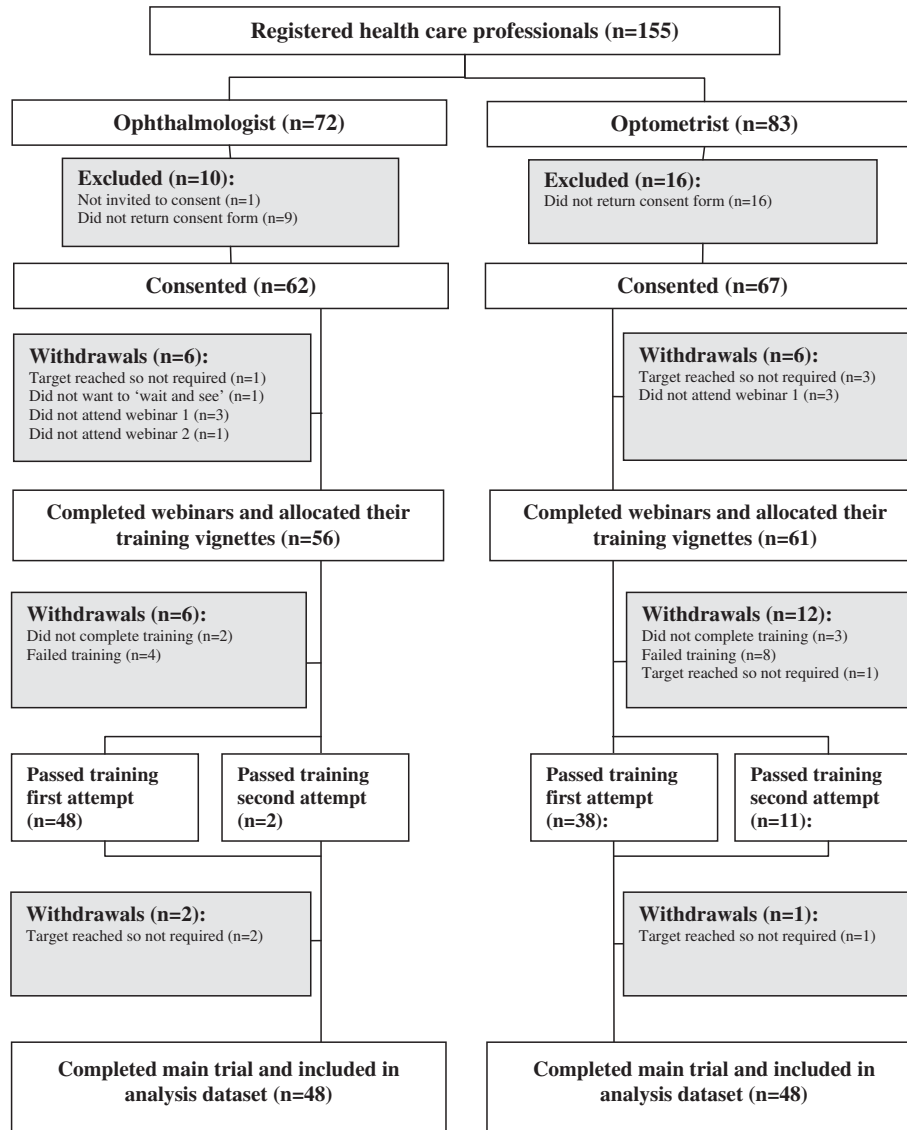 Registered health care professionals (n=155)
Ophthalmologist (n=72)
Optometrist (n=83)
Excluded (n=10):
Not invited to consent (n=1)
Did not return consent form (n=9)
Excluded (n=16):
Did not return consent form (n=16)
Consented (n=62)
Consented (n=67)
Withdrawals (n=6):
Target reached so not required (n=1)
Did not want to ‘wait and see’ (n=1)
Did not attend webinar 1 (n=3)
Did not attend webinar 2 (n=1)
Withdrawals (n=6):
Target reached so not required (n=3)
Did not attend webinar 1 (n=3)
Completed webinars and allocated their
training vignettes (n=56)
Completed webinars and allocated their
training vignettes (n=61)
Withdrawals (n=6):
Did not complete training (n=2)
Failed training (n=4)
Withdrawals (n=12):
Did not complete training (n=3)
Failed training (n=8)
Target reached so not required (n=1)
Passed training
first attempt
(n=48)
Passed training
second attempt
(n=2)
Passed training
first attempt
(n=38):
Passed training
second attempt
(n=11):
Withdrawals (n=2):
Target reached so not required (n=2)
Withdrawals (n=1):
Target reached so not required (n=1)
Completed main trial and included in
analysis dataset (n=48)
Completed main trial and included in
analysis dataset (n=48)